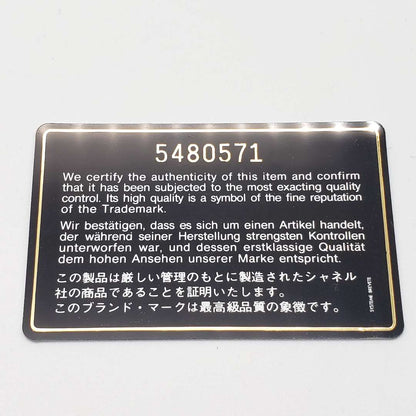 5480571
We certify the authenticity of this item and confirm
that it has been subjected to the most exacting quality
control. Its high quality is a symbol of the fine reputation
of the Trademark.
Wir bestätigen, dass es sich um einen Artikel handelt,
der während seiner Herstellung strengsten Kontrollen
unterworfen war, und dessen erstklassige Qualität
dem hohen Ansehen unserer Marke entspricht.
この製品は厳しい管理のもとに製造されたシャネル
社の商品であることを証明いたします。
このブランド・マークは最高級品質の象徴です。